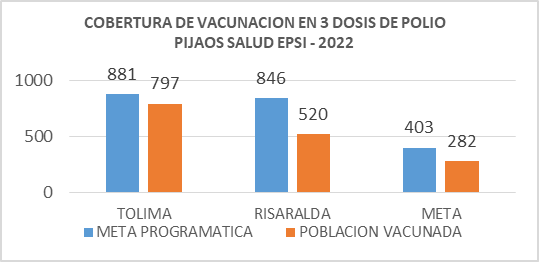 COBERTURA DE VACUNACION EN 3 DOSIS DE POLIO
PIJAOS SALUD EPSI - 2022
881 797 846 520 403 282
1000
500
0
TOLIMA RISARALDA META
META PROGRAMATICA POBLACION VACUNADA